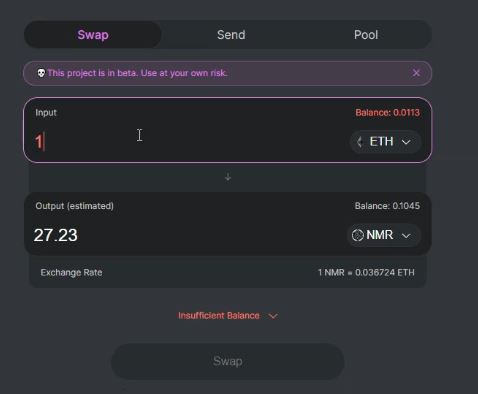 Swap Send Pool
💀This project is in beta. Use at your own risk.
Input Balance: 0.0113
1 ETH
Output (estimated) Balance: 0.1045
27.23 NMR
Exchange Rate 1 NMR = 0.036724 ETH
Insufficient Balance
Swap